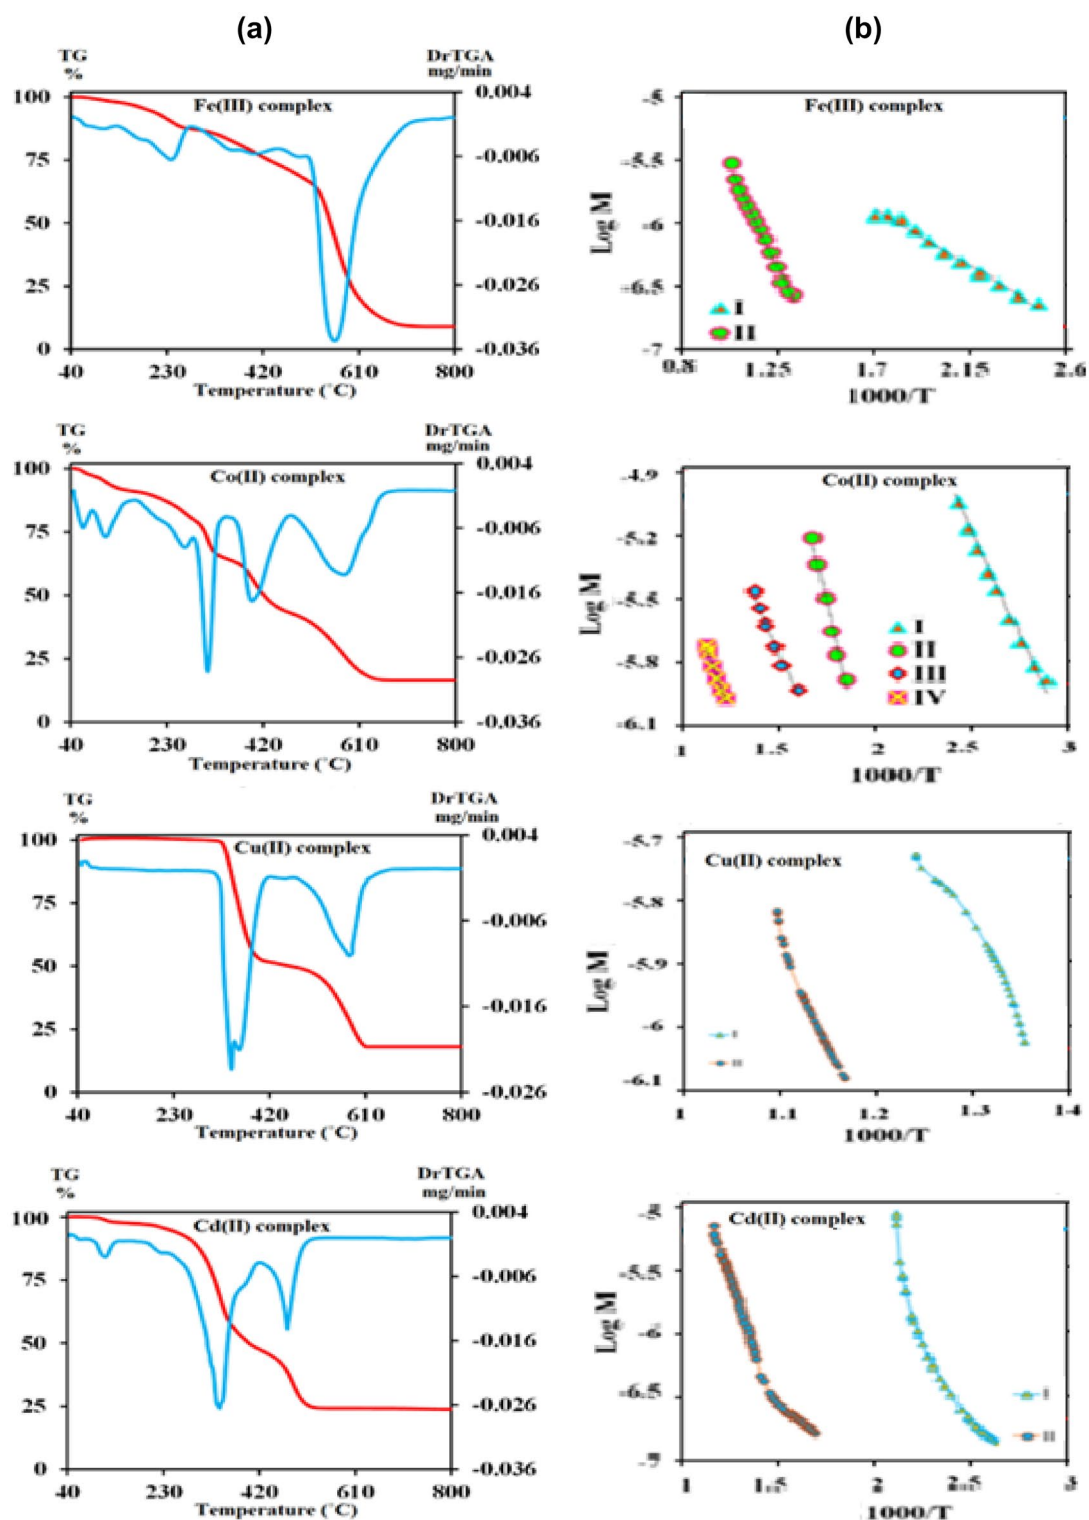 (a)
(b)
TG
%
DrTGA
mg/min
Fe(III) complex
100
75
50
25
0
0.004
-0.006
-0.016
-0.026
-0.036
40
230
420
610
800
Temperature (°C)
Fe(III) complex
Log M
-6
-7
I
II
1.25
1.7
2.15
2.6
1000/T
TG
%
DrTGA
mg/min
Co(II) complex
100
75
50
25
0
0.004
-0.006
-0.016
-0.026
-0.036
40
230
420
610
800
Temperature (°C)
Co(II) complex
Log M
-4.9
-5.2
-5.8
-6.1
I
II
III
IV
1
1.5
2
2.5
3
1000/T
TG
%
DrTGA
mg/min
Cu(II) complex
100
75
50
25
0
0.004
-0.006
-0.016
-0.026
40
230
420
610
800
Temperature (°C)
Cu(II) complex
Log M
-5.7
-5.8
-5.9
-6
-6.1
I
II
1
1.1
1.2
1.3
1.4
1000/T
TG
%
DrTGA
mg/min
Cd(II) complex
100
75
50
25
0
0.004
-0.006
-0.016
-0.026
-0.036
40
230
420
610
800
Temperature (°C)
Cd(II) complex
Log M
-6
I
II
1
1.5
2
2.5
3
1000/T